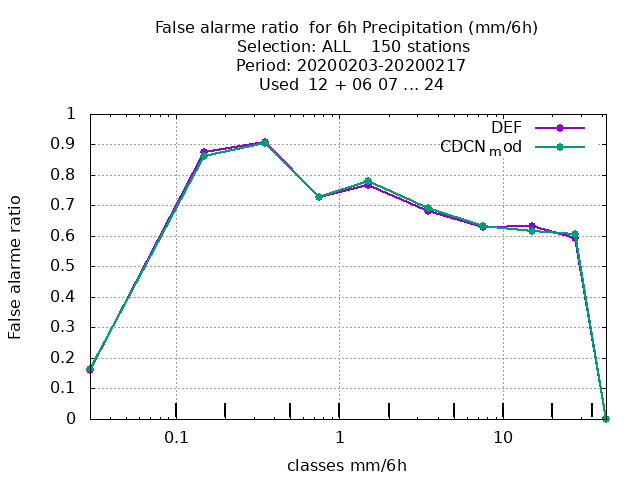 False alarme ratio  for 6h Precipitation (mm/6h)
Selection: ALL    150 stations
Period: 20200203-20200217
Used  12 + 06 07 ... 24
1
0.9
0.8
0.7
0.6
0.5
0.4
0.3
0.2
0.1
0
False alarme ratio
DEF
CDCNmod
0.1
1
10
classes mm/6h